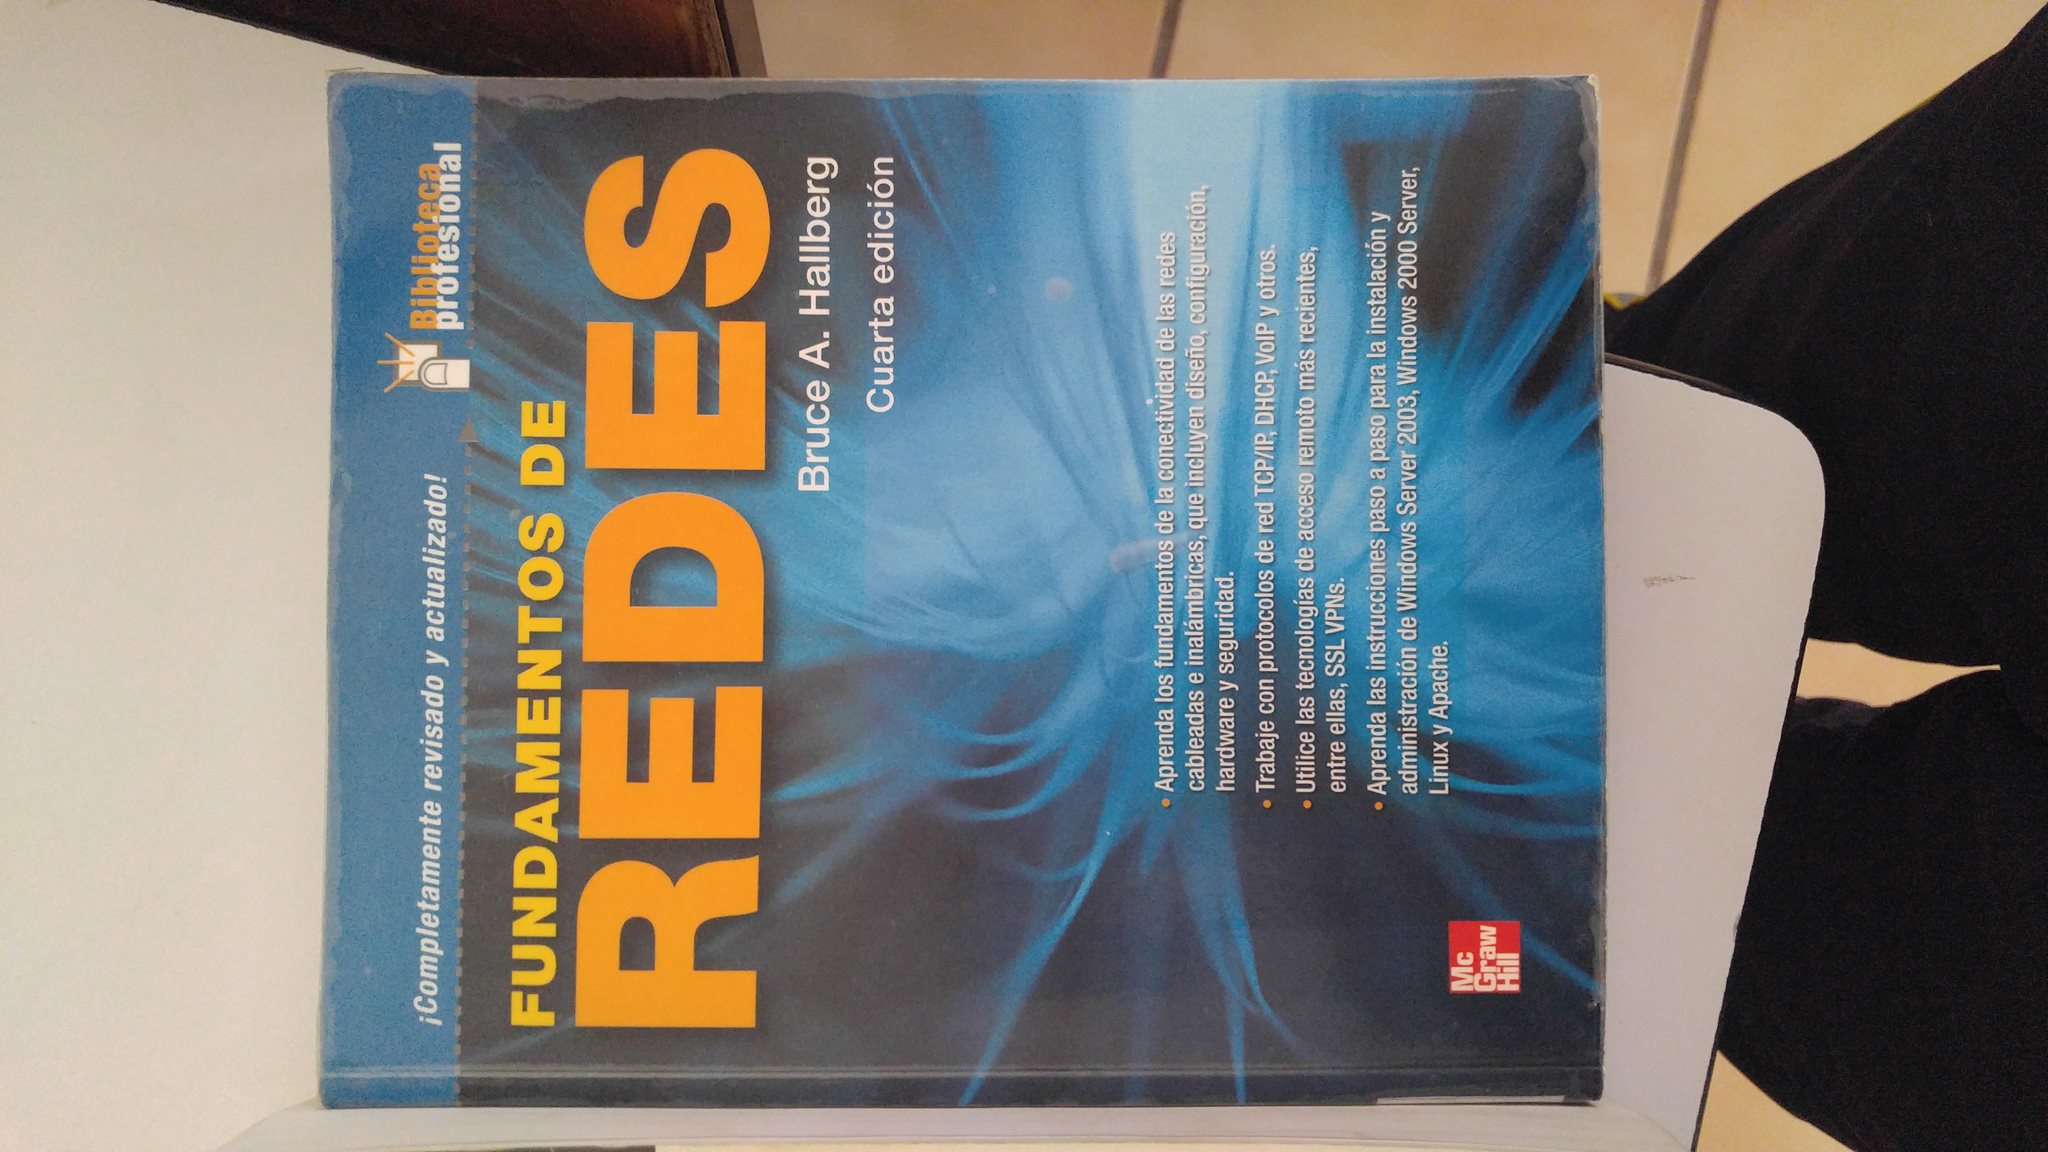 ¡Completamente revisado y actualizado!
Biblioteca
profesional
FUNDAMENTOS DE
REDES
Bruce A. Hallberg
Cuarta edición
• Aprenda los fundamentos de la conectividad de las redes
cableadas e inalámbricas, que incluyen diseño, configuración,
hardware y seguridad.
• Trabaje con protocolos de red TCP/IP, DHCP, VoIP y otros.
• Utilice las tecnologías de acceso remoto más recientes,
entre ellas, SSL VPNs.
• Aprenda las instrucciones paso a paso para la instalación y
administración de Windows Server 2003, Windows 2000 Server,
Linux y Apache.
Mc
Graw
Hill